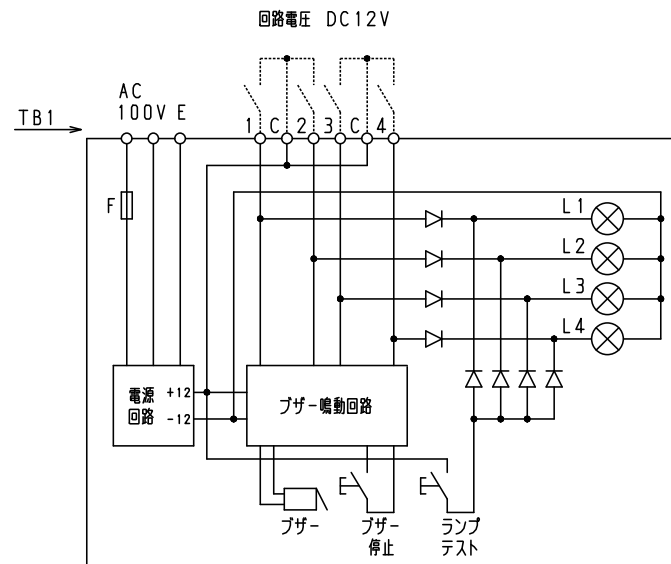 回路電圧 DC12V
AC
100V E
TB1
1 C 2 3 C 4
F
L1
L2
L3
L4
電源
回路
+12
-12
ブザー鳴動回路
ブザー
ブザー
停止
ランプ
テスト